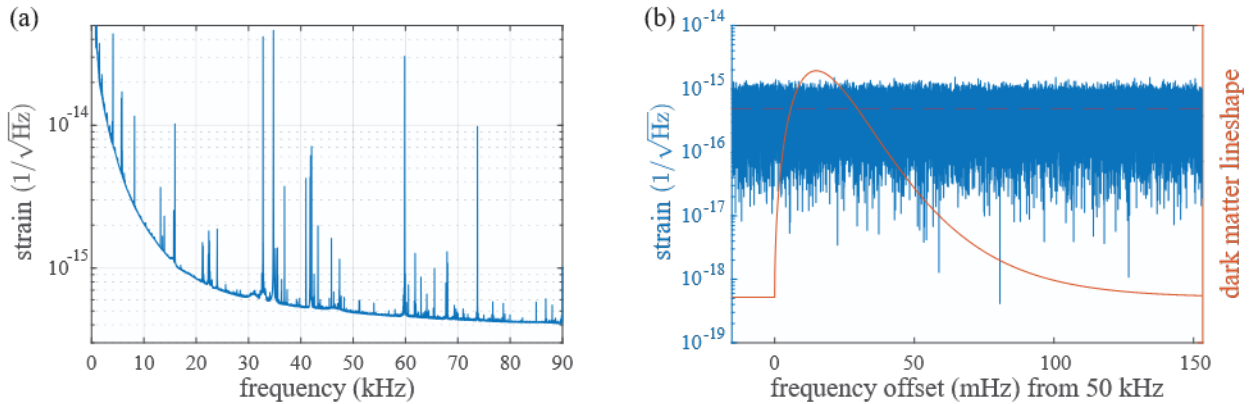 (a)
strain (1/√Hz)
10⁻¹⁴
10⁻¹⁵
0 10 20 30 40 50 60 70 80 90
frequency (kHz)
(b)
strain (1/√Hz)
10⁻¹⁴
10⁻¹⁵
10⁻¹⁶
10⁻¹⁷
10⁻¹⁸
10⁻¹⁹
0 50 100 150
frequency offset (mHz) from 50 kHz
dark matter lineshape